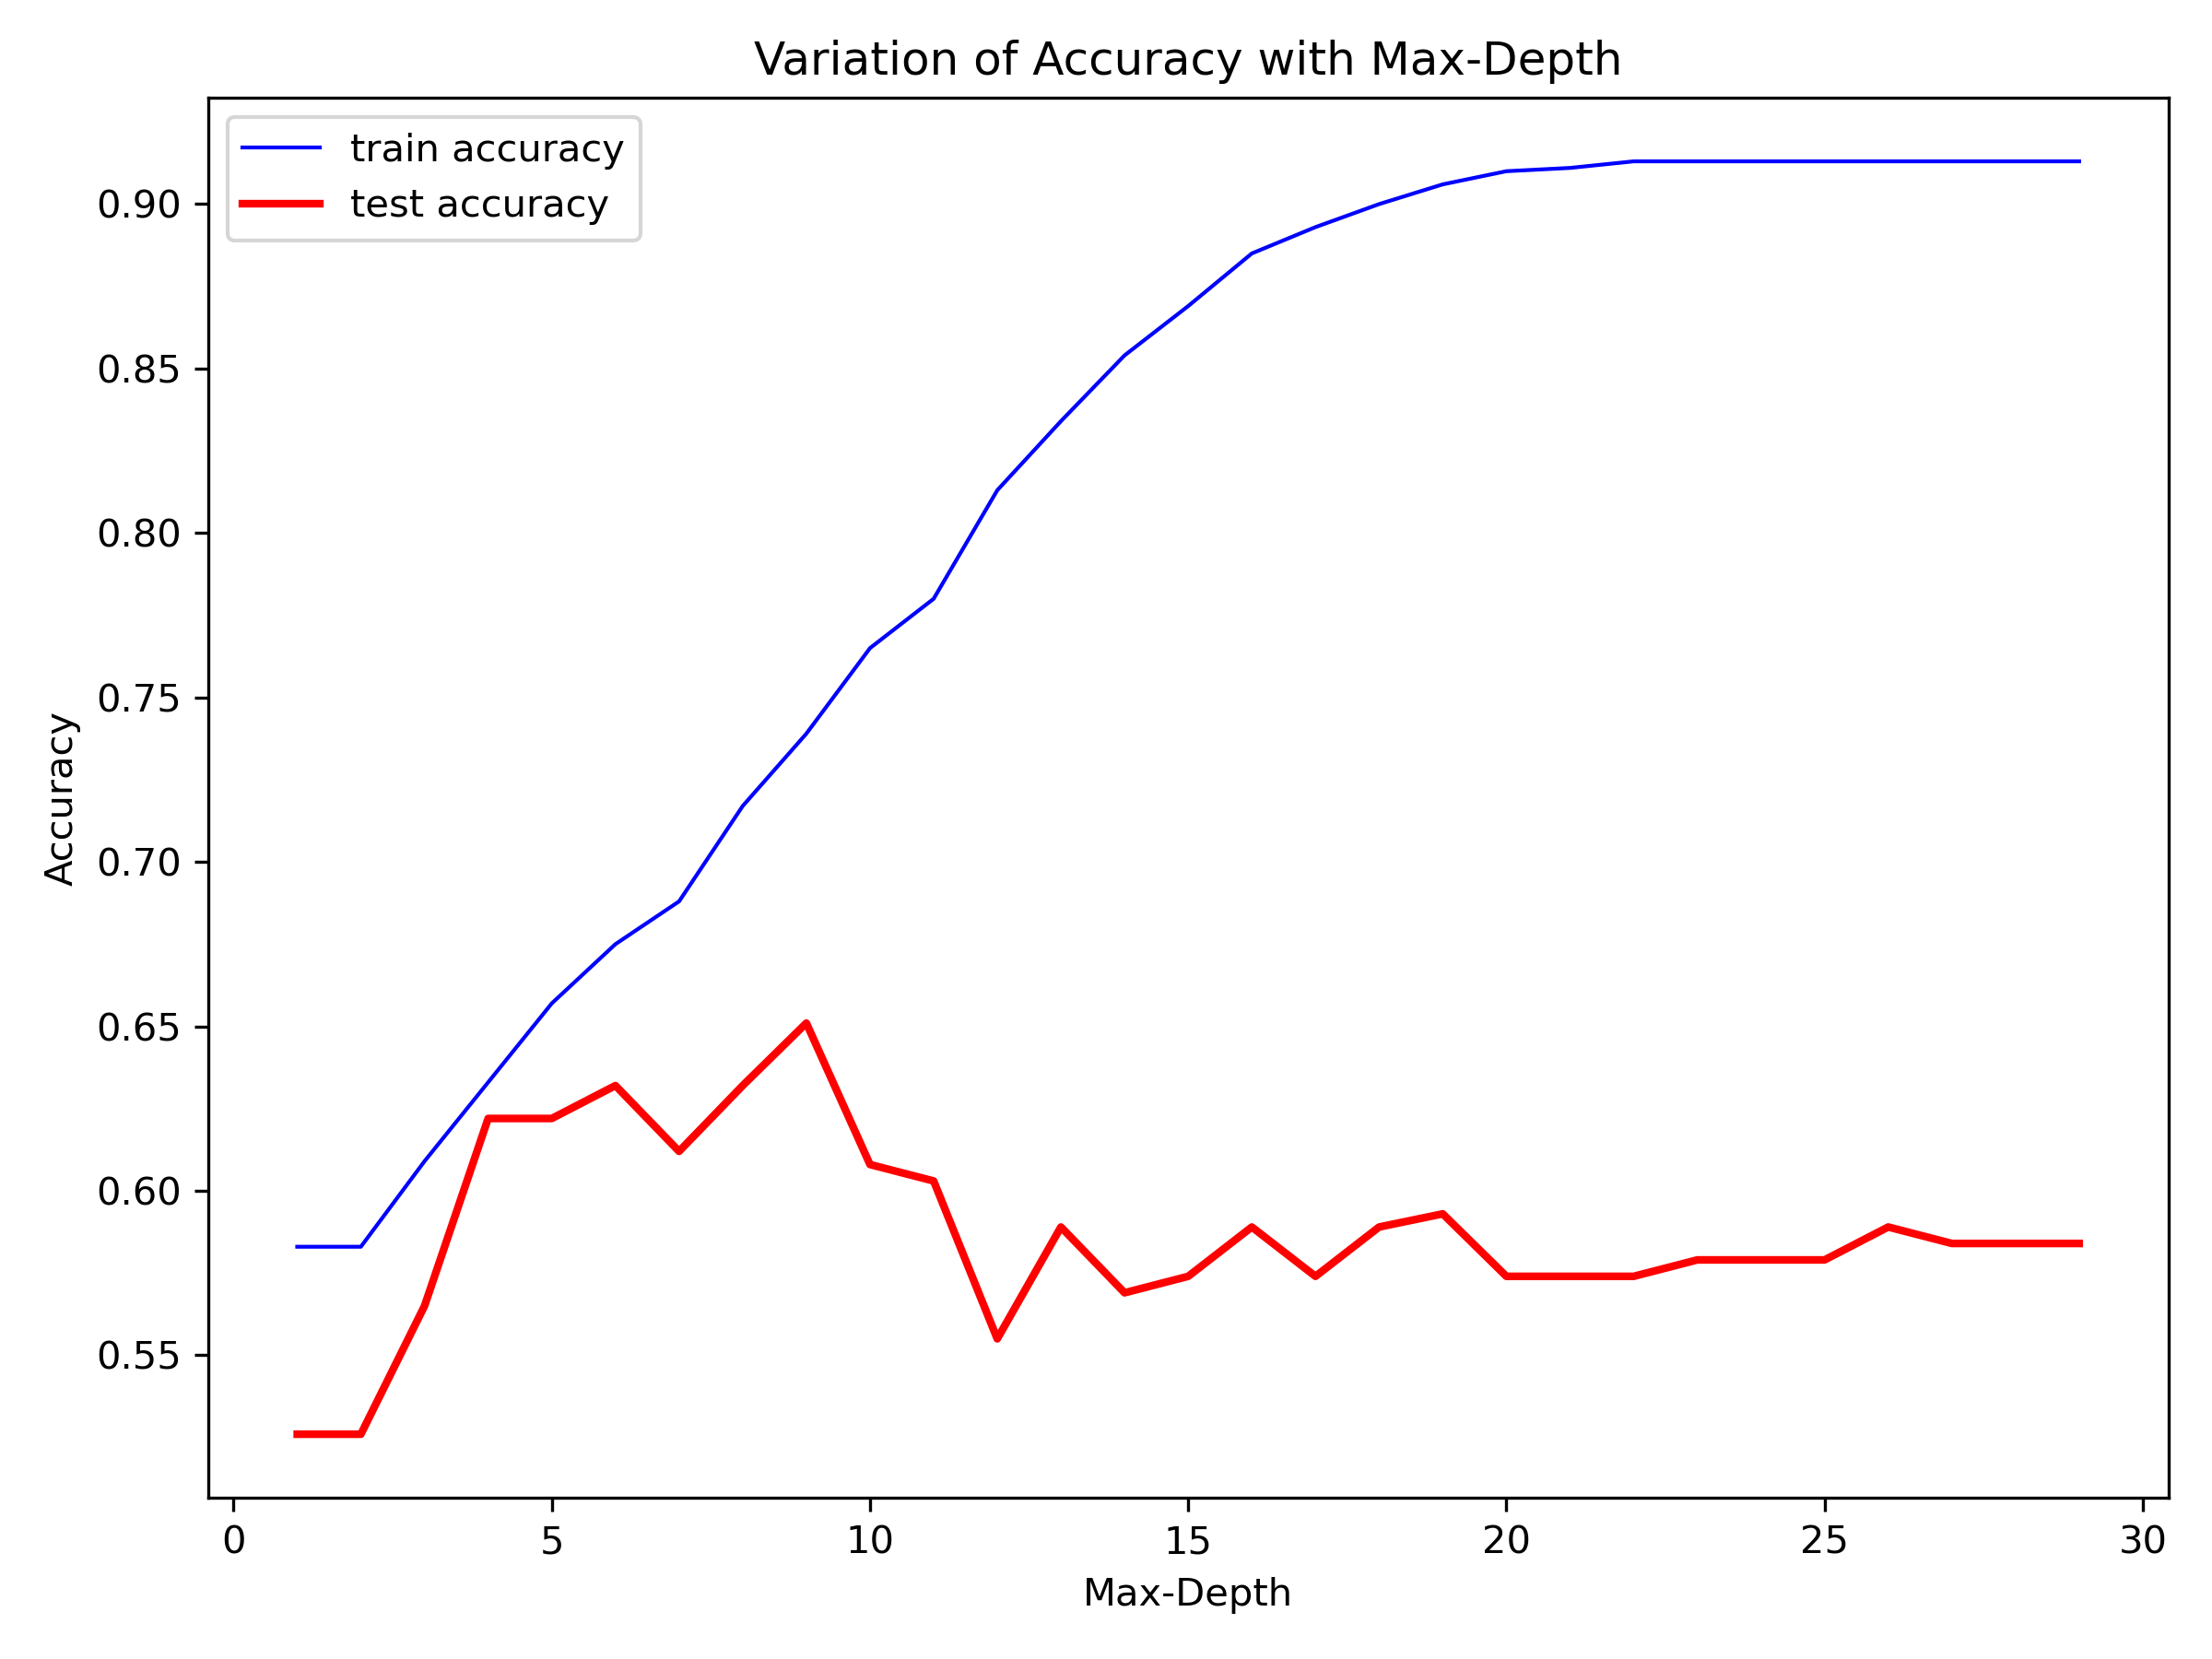 Variation of Accuracy with Max-Depth
train accuracy
test accuracy
0.90
0.85
0.80
0.75
0.70
0.65
0.60
0.55
Accuracy
0 5 10 15 20 25 30
Max-Depth